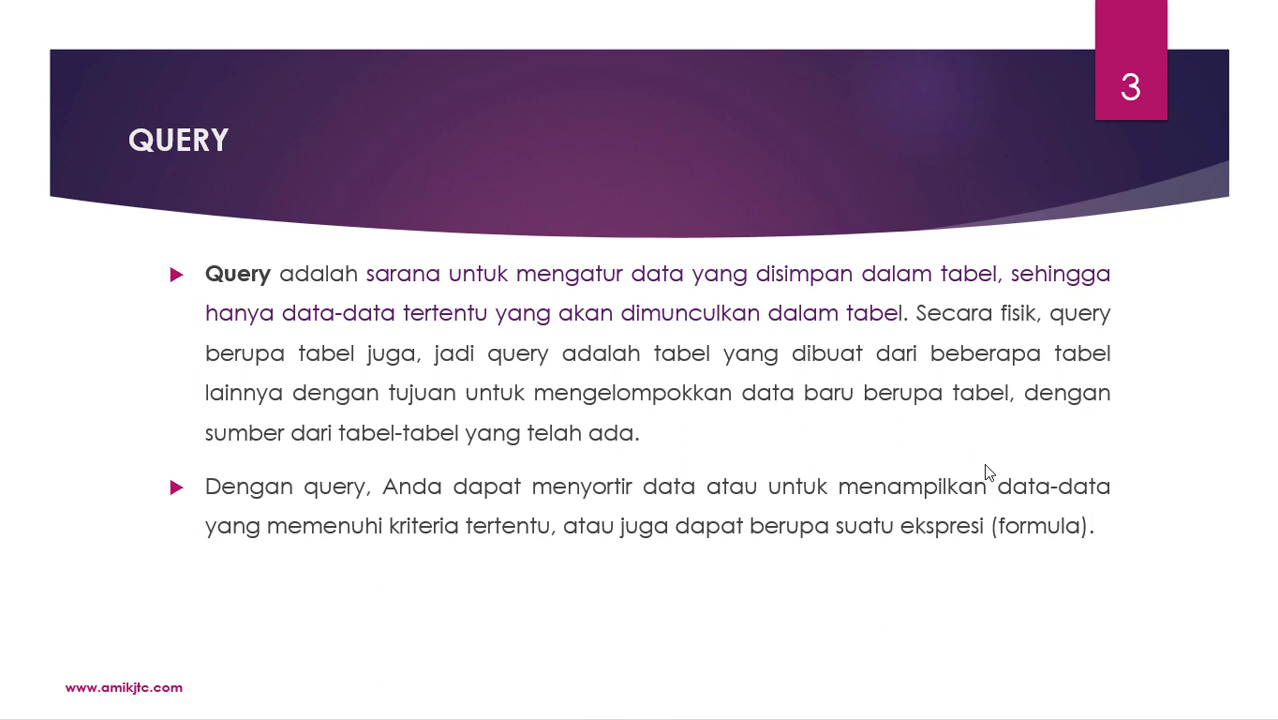 3
QUERY
Query adalah sarana untuk mengatur data yang disimpan dalam tabel, sehingga
hanya data-data tertentu yang akan dimunculkan dalam tabel. Secara fisik, query
berupa tabel juga, jadi query adalah tabel yang dibuat dari beberapa tabel
lainnya dengan tujuan untuk mengelompokkan data baru berupa tabel, dengan
sumber dari tabel-tabel yang telah ada.
Dengan query, Anda dapat menyortir data atau untuk menampilkan data-data
yang memenuhi kriteria tertentu, atau juga dapat berupa suatu ekspresi (formula).
www.amikjtc.com